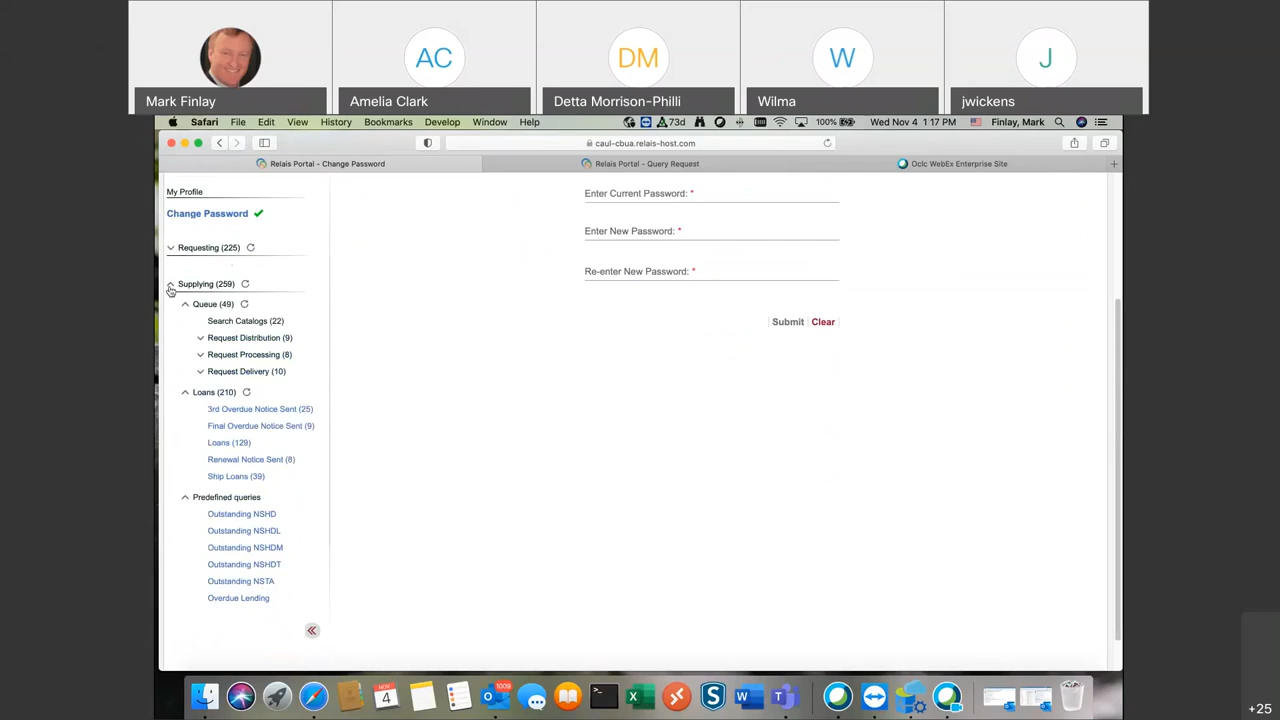 AC
DM
W
J
Mark Finlay
Amelia Clark
Detta Morrison-Philli
Wilma
jwickens
Safari File Edit View History Bookmarks Develop Window Help
73d
100%
Wed Nov 4 1:17 PM
Finlay, Mark
caul-cbua.relais-host.com
Relais Portal - Change Password
Relais Portal - Query Request
Oclc WebEx Enterprise Site
My Profile
Change Password
Requesting (225)
Supplying (259)
Queue (49)
Search Catalogs (22)
Request Distribution (9)
Request Processing (8)
Request Delivery (10)
Loans (210)
3rd Overdue Notice Sent (25)
Final Overdue Notice Sent (9)
Loans (129)
Renewal Notice Sent (8)
Ship Loans (39)
Predefined queries
Outstanding NSHD
Outstanding NSHDL
Outstanding NSHDM
Outstanding NSHDT
Outstanding NSTA
Overdue Lending
Enter Current Password: *
Enter New Password: *
Re-enter New Password: *
Submit Clear
NOV
4
1009
+25